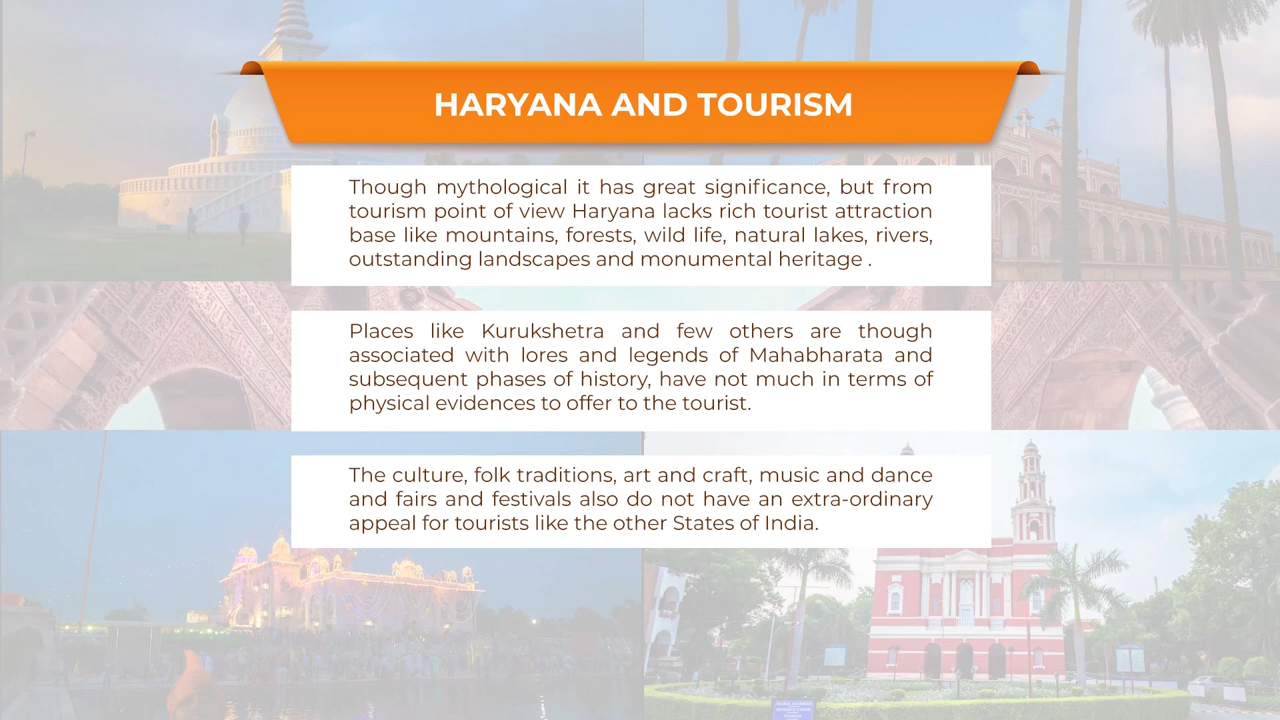 HARYANA AND TOURISM
Though mythological it has great significance, but from
tourism point of view Haryana lacks rich tourist attraction
base like mountains, forests, wild life, natural lakes, rivers,
outstanding landscapes and monumental heritage .
Places like Kurukshetra and few others are though
associated with lores and legends of Mahabharata and
subsequent phases of history, have not much in terms of
physical evidences to offer to the tourist.
The culture, folk traditions, art and craft, music and dance
and fairs and festivals also do not have an extra-ordinary
appeal for tourists like the other States of India.